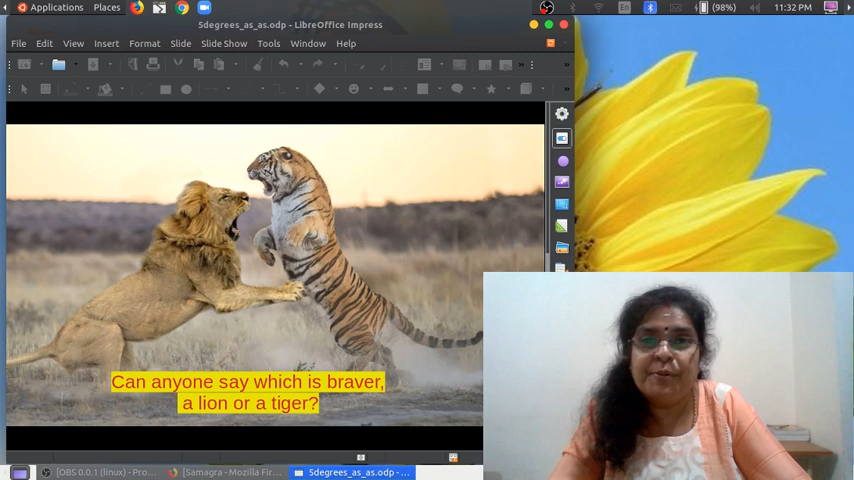 Applications Places En (98%) 11:32 PM
5degrees_as_as.odp - LibreOffice Impress
File Edit View Insert Format Slide Slide Show Tools Window Help
Can anyone say which is braver,
a lion or a tiger?
[OBS 0.0.1 (linux) - Pro... [Samagra - Mozilla Fir... 5degrees_as_as.odp - ...